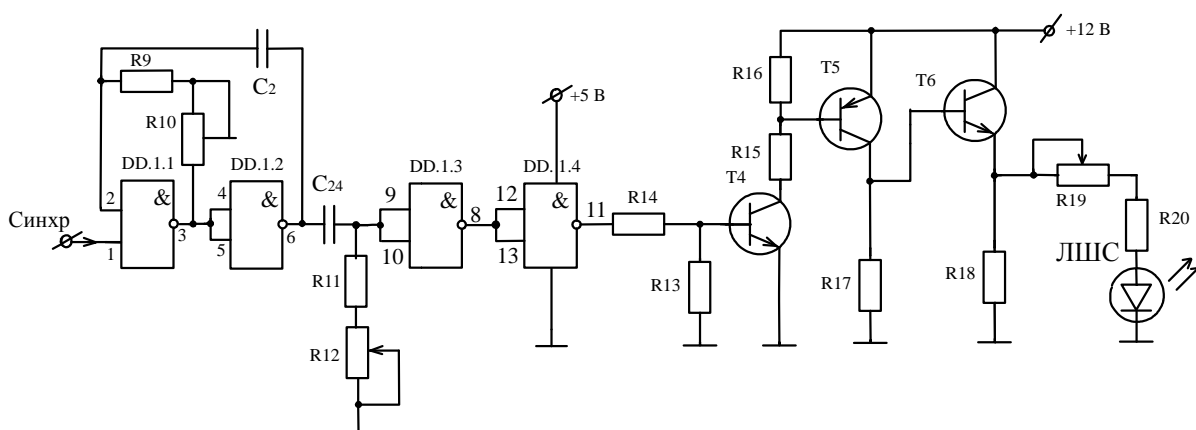 +12 В
R9
C2
R16
T5
T6
+5 В
R10
R15
DD.1.1
DD.1.2
DD.1.3
DD.1.4
T4
R19
C24
&
&
&
&
2
4
9
12
R14
R20
Синхр
3
6
8
11
1
5
10
13
ЛШС
R11
R13
R17
R18
R12